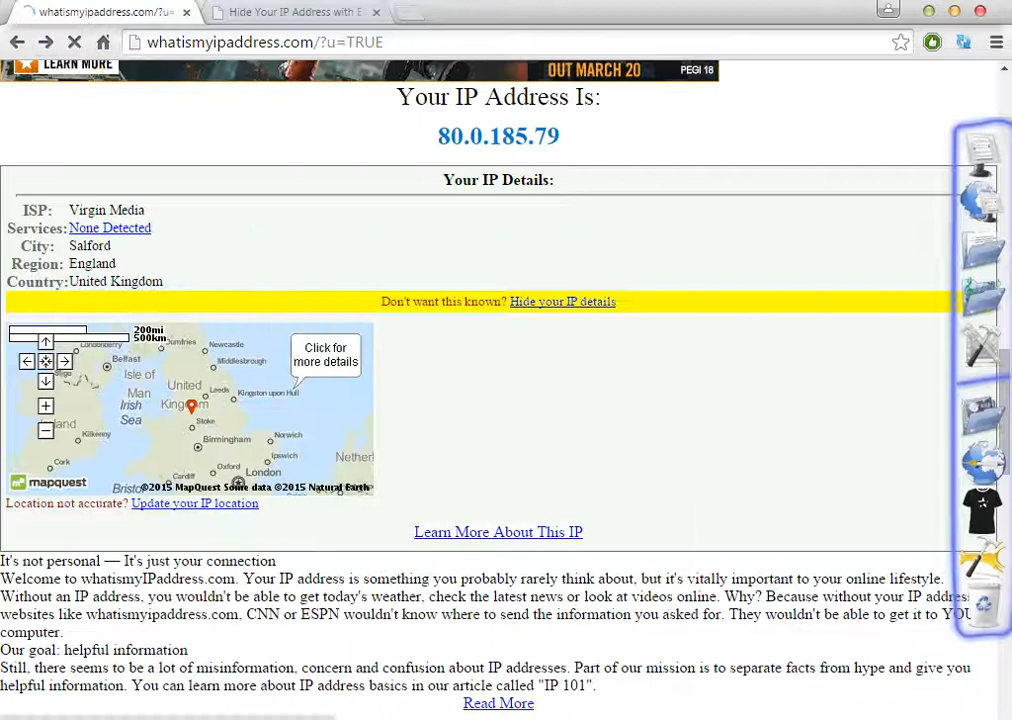 whatismyipaddress.com/?u=
Hide Your IP Address with E
whatismyipaddress.com/?u=TRUE
LEARN MORE
OUT MARCH 20
PEGI 18
Your IP Address Is:
80.0.185.79
Your IP Details:
ISP: Virgin Media
Services: None Detected
City: Salford
Region: England
Country: United Kingdom
Don't want this known? Hide your IP details
200mi
500km
Londonderry
Dumfries
Newcastle
Belfast
Middlesbrough
Isle of
Man
United
Kingdom
Leeds
Kingston upon Hull
Irish
Sea
Stoke
Kilkenny
Birmingham
Norwich
Cork
Oxford
Ipswich
Cardiff
London
Bristol
Click for
more details
mapquest
©2015 MapQuest Some data ©2015 Natural Earth
Location not accurate? Update your IP location
Learn More About This IP
It's not personal — It's just your connection
Welcome to whatismyIPaddress.com. Your IP address is something you probably rarely think about, but it's vitally important to your online lifestyle.
Without an IP address, you wouldn't be able to get today's weather, check the latest news or look at videos online. Why? Because without your IP address,
websites like whatismyipaddress.com, CNN or ESPN wouldn't know where to send the information you asked for. They wouldn't be able to get it to YOUR
computer.
Our goal: helpful information
Still, there seems to be a lot of misinformation, concern and confusion about IP addresses. Part of our mission is to separate facts from hype and give you
helpful information. You can learn more about IP address basics in our article called "IP 101".
Read More